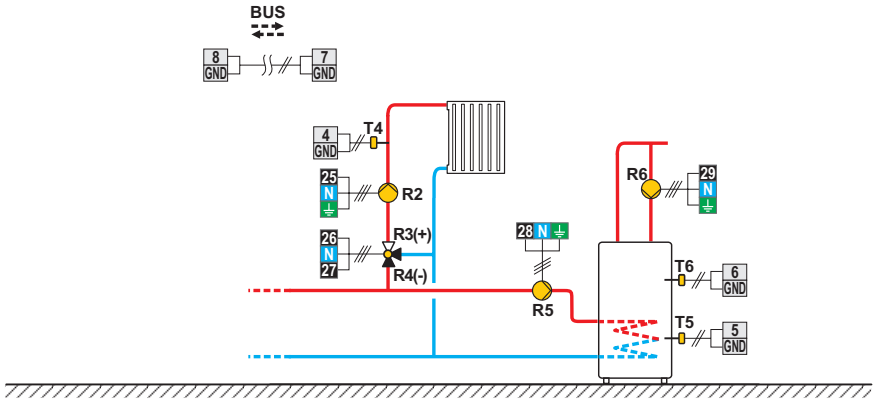 BUS
8
GND
7
GND
T4
4
GND
25
N
R2
R6
29
N
26
N
27
R3(+)
R4(-)
28 N
R5
T6
6
GND
T5
5
GND